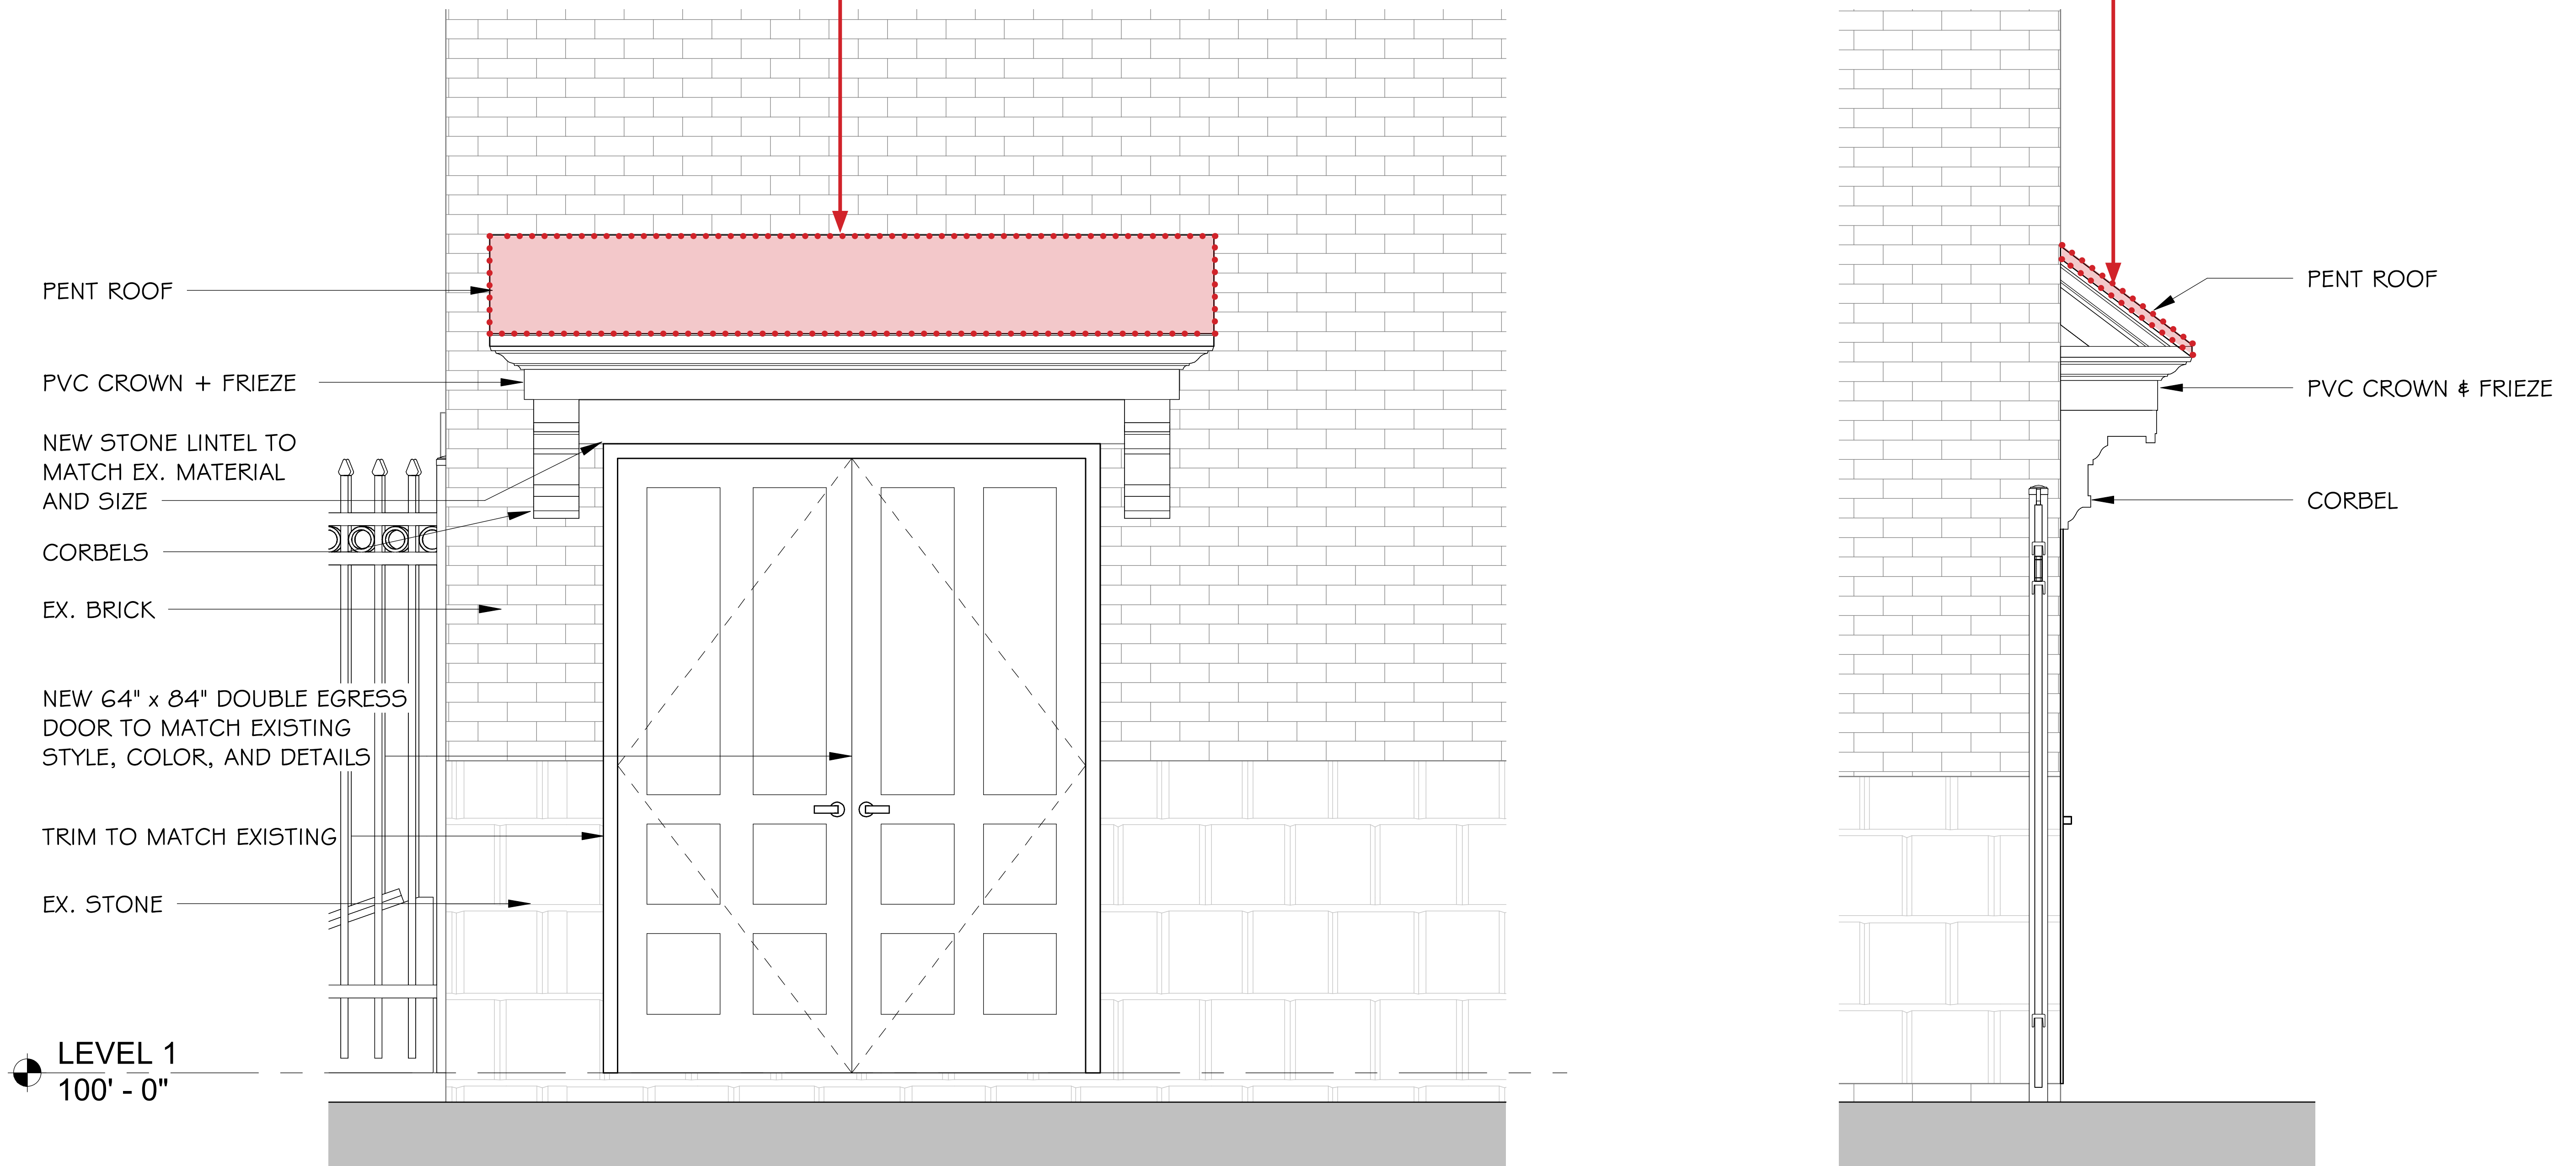 PENT ROOF
PVC CROWN + FRIEZE
NEW STONE LINTEL TO
MATCH EX. MATERIAL
AND SIZE
CORBELS
EX. BRICK
NEW 64" x 84" DOUBLE EGRESS
DOOR TO MATCH EXISTING
STYLE, COLOR, AND DETAILS
TRIM TO MATCH EXISTING
EX. STONE
LEVEL 1
100' - 0"
PENT ROOF
PVC CROWN & FRIEZE
CORBEL